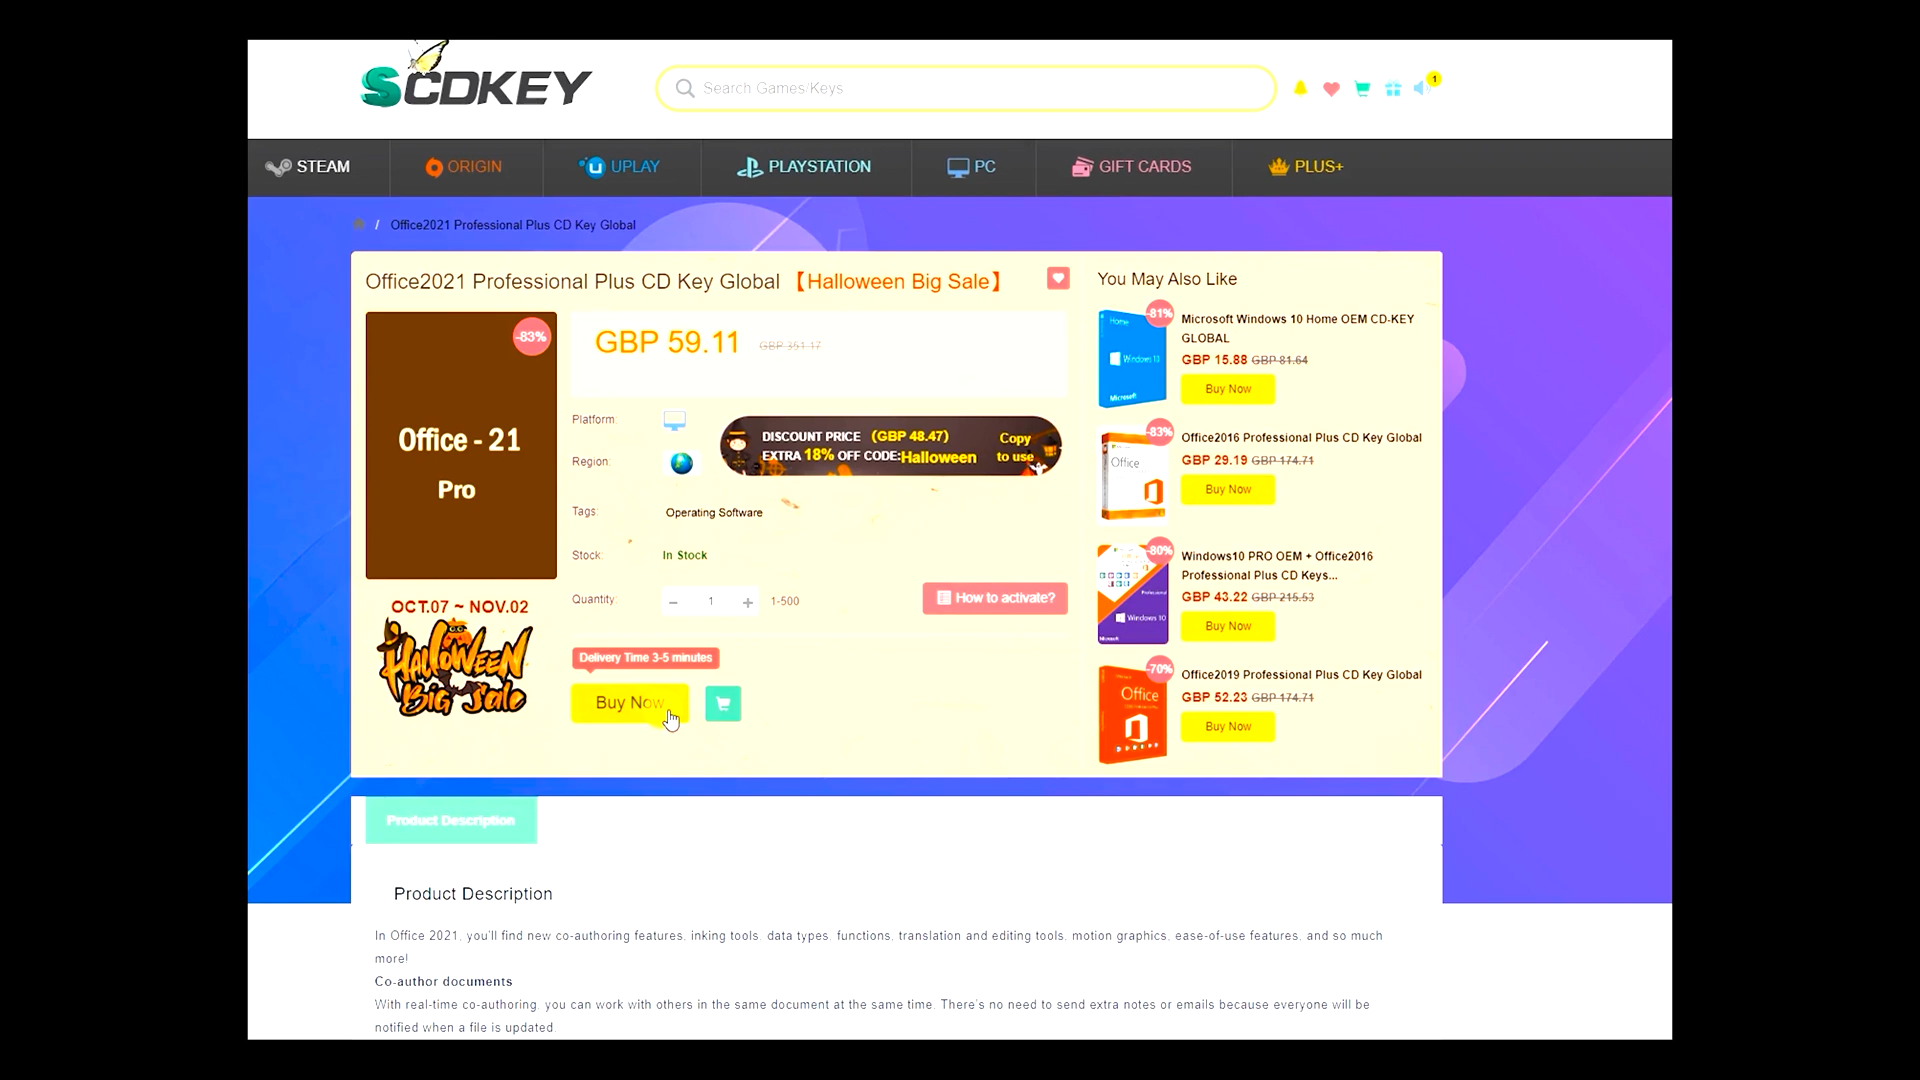 SCDKEY
Search Games/Keys
1
STEAM
ORIGIN
UPLAY
PLAYSTATION
PC
GIFT CARDS
PLUS+
/ Office2021 Professional Plus CD Key Global
Office2021 Professional Plus CD Key Global 【Halloween Big Sale】
-83%
Office - 21
Pro
OCT.07 ~ NOV.02
Halloween
Big Sale
GBP 59.11 GBP 351.17
Platform:
DISCOUNT PRICE (GBP 48.47)
EXTRA 18% OFF CODE:Halloween
Copy
to use
Region:
Tags: Operating Software
Stock: In Stock
Quantity: − 1 + 1-500
How to activate?
Delivery Time 3-5 minutes
Buy Now
You May Also Like
-81%
Home
Windows 10
Microsoft
Microsoft Windows 10 Home OEM CD-KEY
GLOBAL
GBP 15.88 GBP 81.64
Buy Now
-83%
Office
Office2016 Professional Plus CD Key Global
GBP 29.19 GBP 174.71
Buy Now
-80%
Professional
Windows 10
Microsoft
Windows10 PRO OEM + Office2016
Professional Plus CD Keys...
GBP 43.22 GBP 215.53
Buy Now
-70%
Office
Office2019 Professional Plus CD Key Global
GBP 52.23 GBP 174.71
Buy Now
Product Description
Product Description
In Office 2021, you'll find new co-authoring features, inking tools, data types, functions, translation and editing tools, motion graphics, ease-of-use features, and so much
more!
Co-author documents
With real-time co-authoring, you can work with others in the same document at the same time. There's no need to send extra notes or emails because everyone will be
notified when a file is updated.